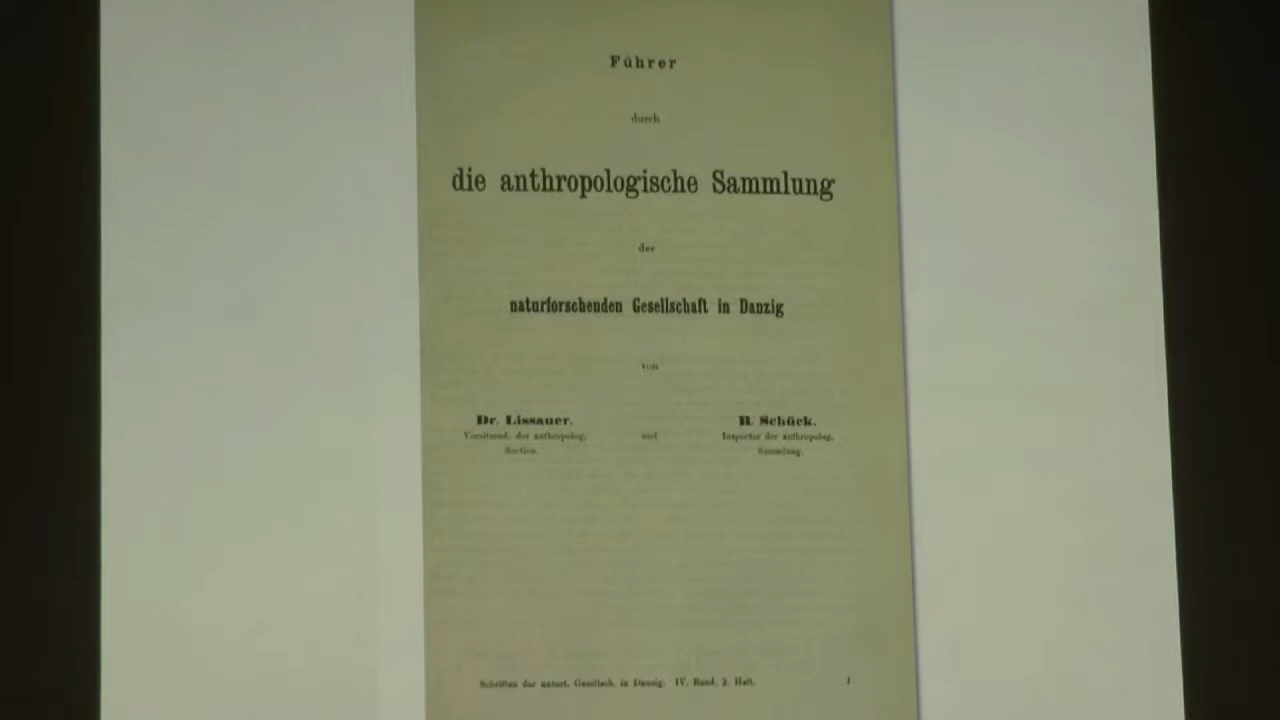 Führer
durch
die anthropologische Sammlung
der
naturforschenden Gesellschaft in Danzig
von
Dr. Lissauer,
Vorsitzend. der anthropolog.
Section.
und
R. Schück,
Inspector der anthropolog.
Sammlung.
Schriften der naturf. Gesellsch. in Danzig. IV. Band. 3. Heft. 1